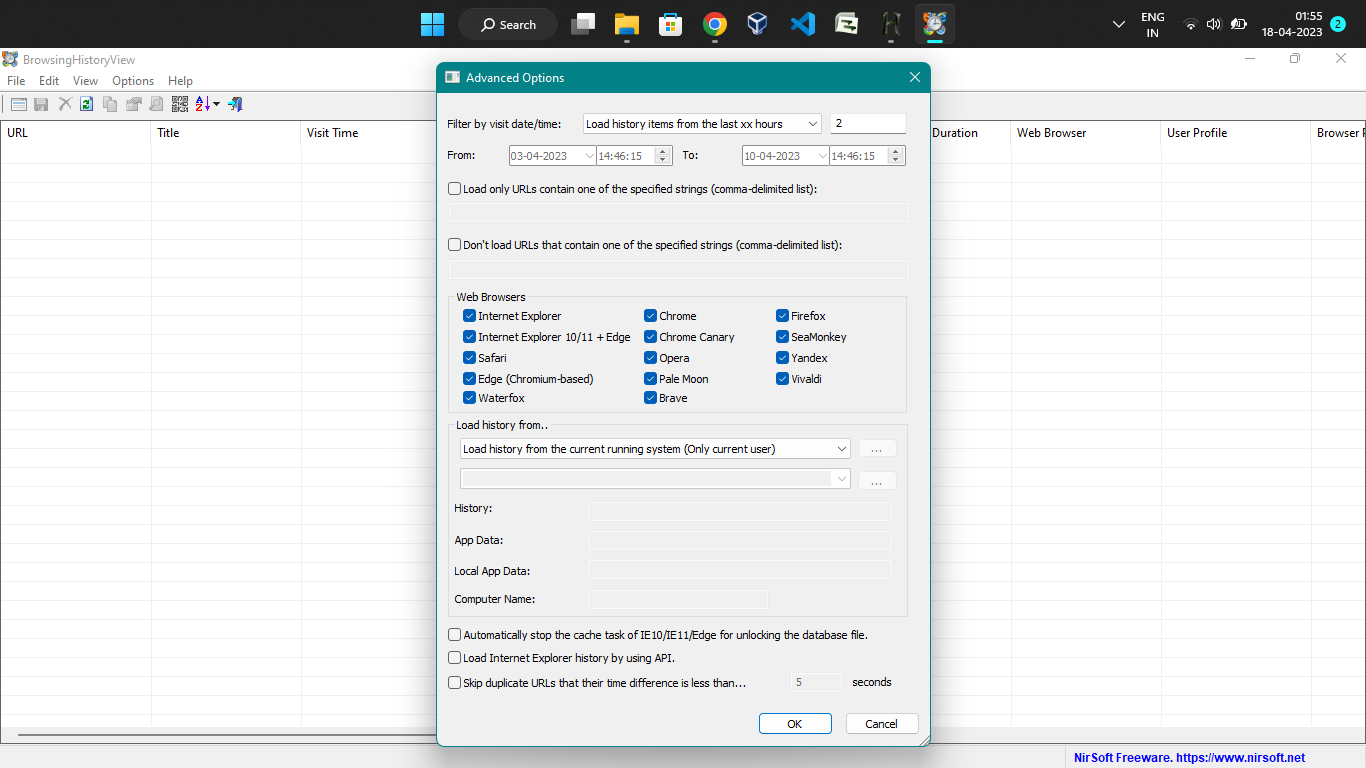 Search
ENG
IN
01:55
18-04-2023
2
BrowsingHistoryView
File Edit View Options Help
URL Title Visit Time Duration Web Browser User Profile Browser P
Advanced Options
Filter by visit date/time: Load history items from the last xx hours 2
From: 03-04-2023 14:46:15 To: 10-04-2023 14:46:15
Load only URLs contain one of the specified strings (comma-delimited list):
Don't load URLs that contain one of the specified strings (comma-delimited list):
Web Browsers
Internet Explorer Chrome Firefox
Internet Explorer 10/11 + Edge Chrome Canary SeaMonkey
Safari Opera Yandex
Edge (Chromium-based) Pale Moon Vivaldi
Waterfox Brave
Load history from..
Load history from the current running system (Only current user) ...
...
History:
App Data:
Local App Data:
Computer Name:
Automatically stop the cache task of IE10/IE11/Edge for unlocking the database file.
Load Internet Explorer history by using API.
Skip duplicate URLs that their time difference is less than... 5 seconds
OK Cancel
NirSoft Freeware. https://www.nirsoft.net